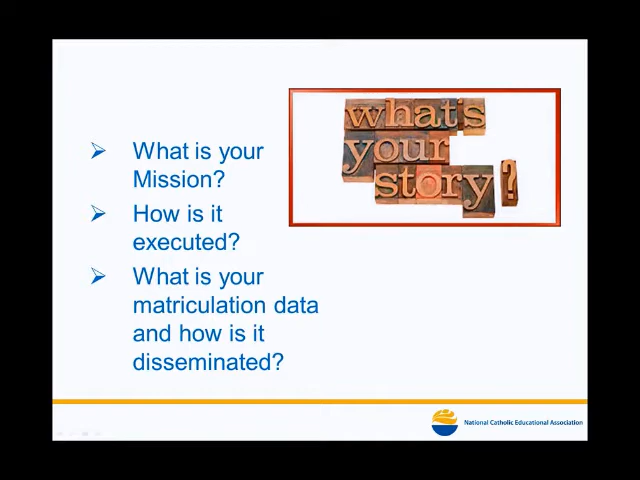 what's
your
story?
What is your
Mission?
How is it
executed?
What is your
matriculation data
and how is it
disseminated?
National Catholic Educational Association